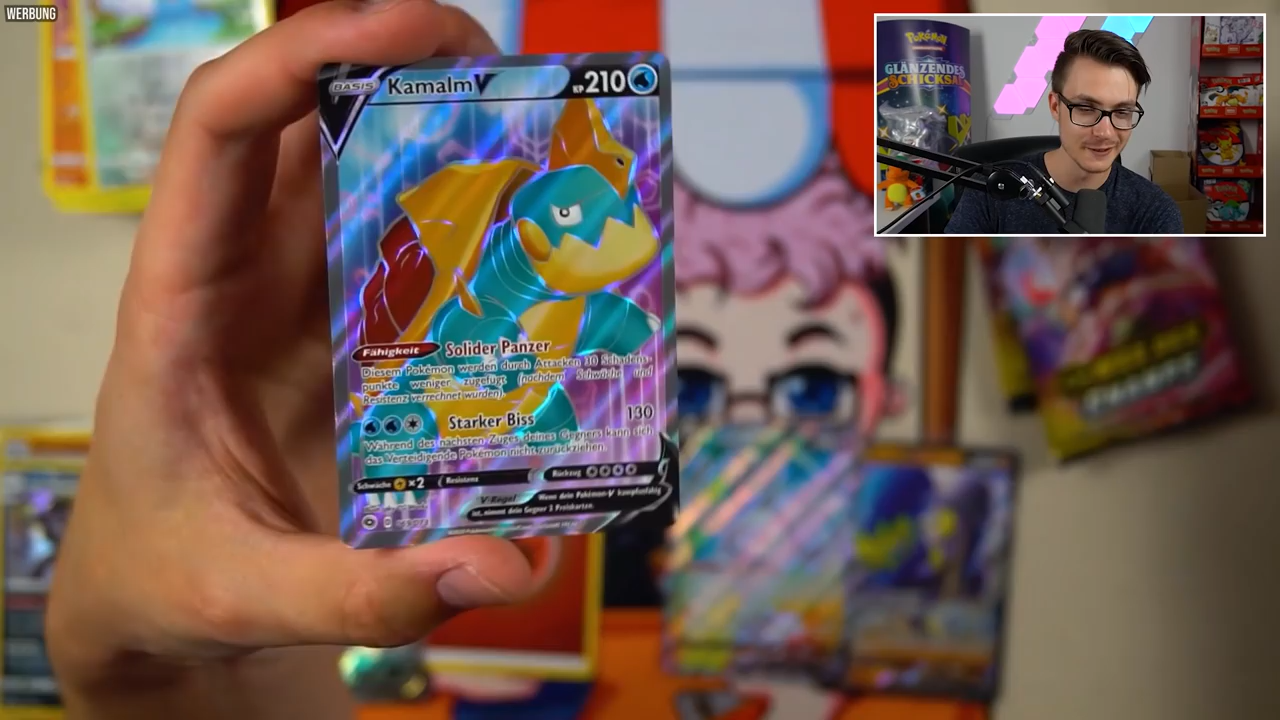 WERBUNG
BASIS KamalmV KP 210
Fähigkeit Solider Panzer
Diesem Pokémon werden durch Attacken 30 Schadens-
punkte weniger zugefügt (nachdem Schwäche und
Resistenz verrechnet wurden).
Starker Biss 130
Während des nächsten Zuges deines Gegners kann sich
das Verteidigende Pokémon nicht zurückziehen.
Schwäche ×2 Resistenz Rückzug
V-Regel Wenn dein Pokémon-V kampfunfähig
ist, nimmt dein Gegner 2 Preiskarten.
Pokémon
GLÄNZENDES
SCHICKSAL